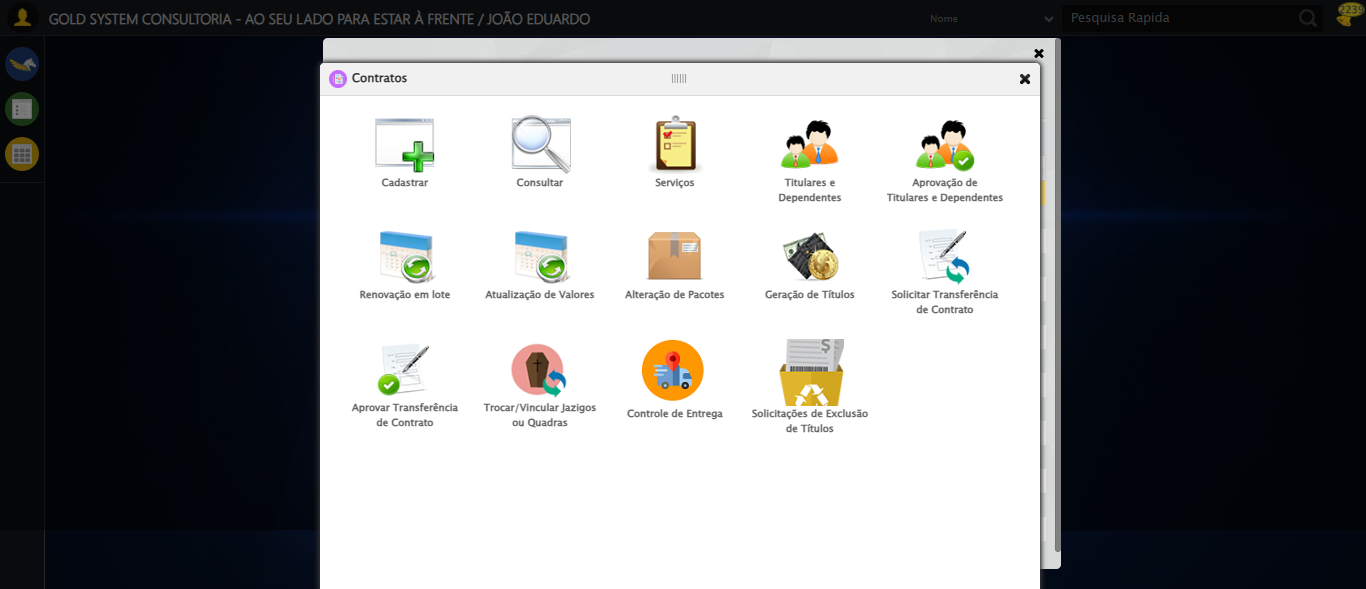 GOLD SYSTEM CONSULTORIA - AO SEU LADO PARA ESTAR À FRENTE / JOÃO EDUARDO
Nome
Pesquisa Rapida
2239
Contratos
Cadastrar
Consultar
Serviços
Titulares e
Dependentes
Aprovação de
Titulares e Dependentes
Renovação em lote
Atualização de Valores
Alteração de Pacotes
Geração de Títulos
Solicitar Transferência
de Contrato
Aprovar Transferência
de Contrato
Trocar/Vincular Jazigos
ou Quadras
Controle de Entrega
Solicitações de Exclusão
de Títulos